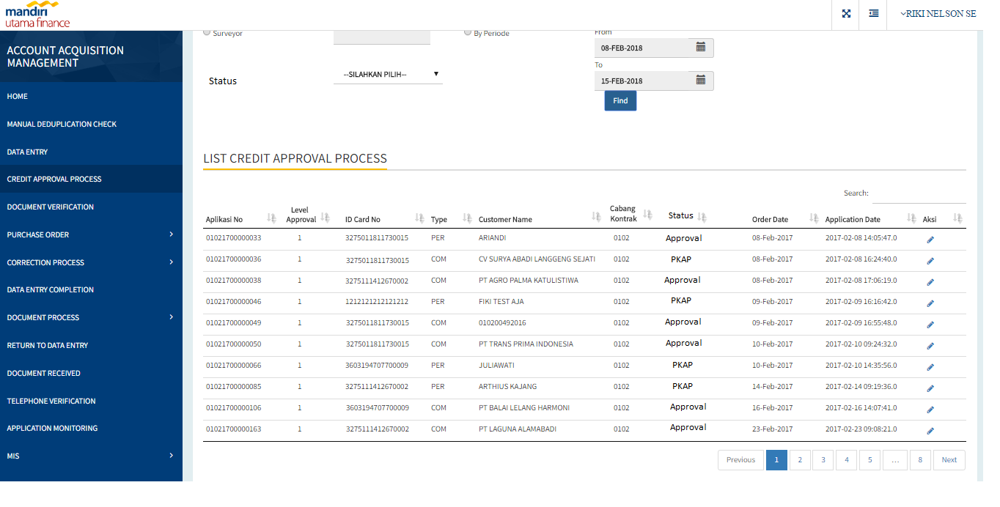 mandiri
utama finance
RIKI NELSON SE
ACCOUNT ACQUISITION
MANAGEMENT
HOME
MANUAL DEDUPLICATION CHECK
DATA ENTRY
CREDIT APPROVAL PROCESS
DOCUMENT VERIFICATION
PURCHASE ORDER
CORRECTION PROCESS
DATA ENTRY COMPLETION
DOCUMENT PROCESS
RETURN TO DATA ENTRY
DOCUMENT RECEIVED
TELEPHONE VERIFICATION
APPLICATION MONITORING
MIS
Surveyor By Periode From
08-FEB-2018
To
Status --SILAHKAN PILIH-- 15-FEB-2018
Find
LIST CREDIT APPROVAL PROCESS
Search:
Aplikasi No Level Approval ID Card No Type Customer Name Cabang Kontrak Status Order Date Application Date Aksi
01021700000033 1 3275011811730015 PER ARIANDI 0102 Approval 08-Feb-2017 2017-02-08 14:05:47.0
01021700000036 1 3275011811730015 COM CV SURYA ABADI LANGGENG SEJATI 0102 PKAP 08-Feb-2017 2017-02-08 16:24:40.0
01021700000038 1 3275111412670002 COM PT AGRO PALMA KATULISTIWA 0102 Approval 08-Feb-2017 2017-02-08 17:06:19.0
01021700000046 1 1212121212121212 PER FIKI TEST AJA 0102 PKAP 09-Feb-2017 2017-02-09 16:16:42.0
01021700000049 1 3275011811730015 COM 010200492016 0102 Approval 09-Feb-2017 2017-02-09 16:55:48.0
01021700000050 1 3275011811730015 COM PT TRANS PRIMA INDONESIA 0102 Approval 10-Feb-2017 2017-02-10 09:24:32.0
01021700000066 1 3603194707700009 PER JULIAWATI 0102 PKAP 10-Feb-2017 2017-02-10 14:35:56.0
01021700000085 1 3275111412670002 PER ARTHIUS KAJANG 0102 PKAP 14-Feb-2017 2017-02-14 09:19:36.0
01021700000106 1 3603194707700009 COM PT BALAI LELANG HARMONI 0102 Approval 16-Feb-2017 2017-02-16 14:07:41.0
01021700000163 1 3275111412670002 COM PT LAGUNA ALAMABADI 0102 Approval 23-Feb-2017 2017-02-23 09:08:21.0
Previous 1 2 3 4 5 ... 8 Next